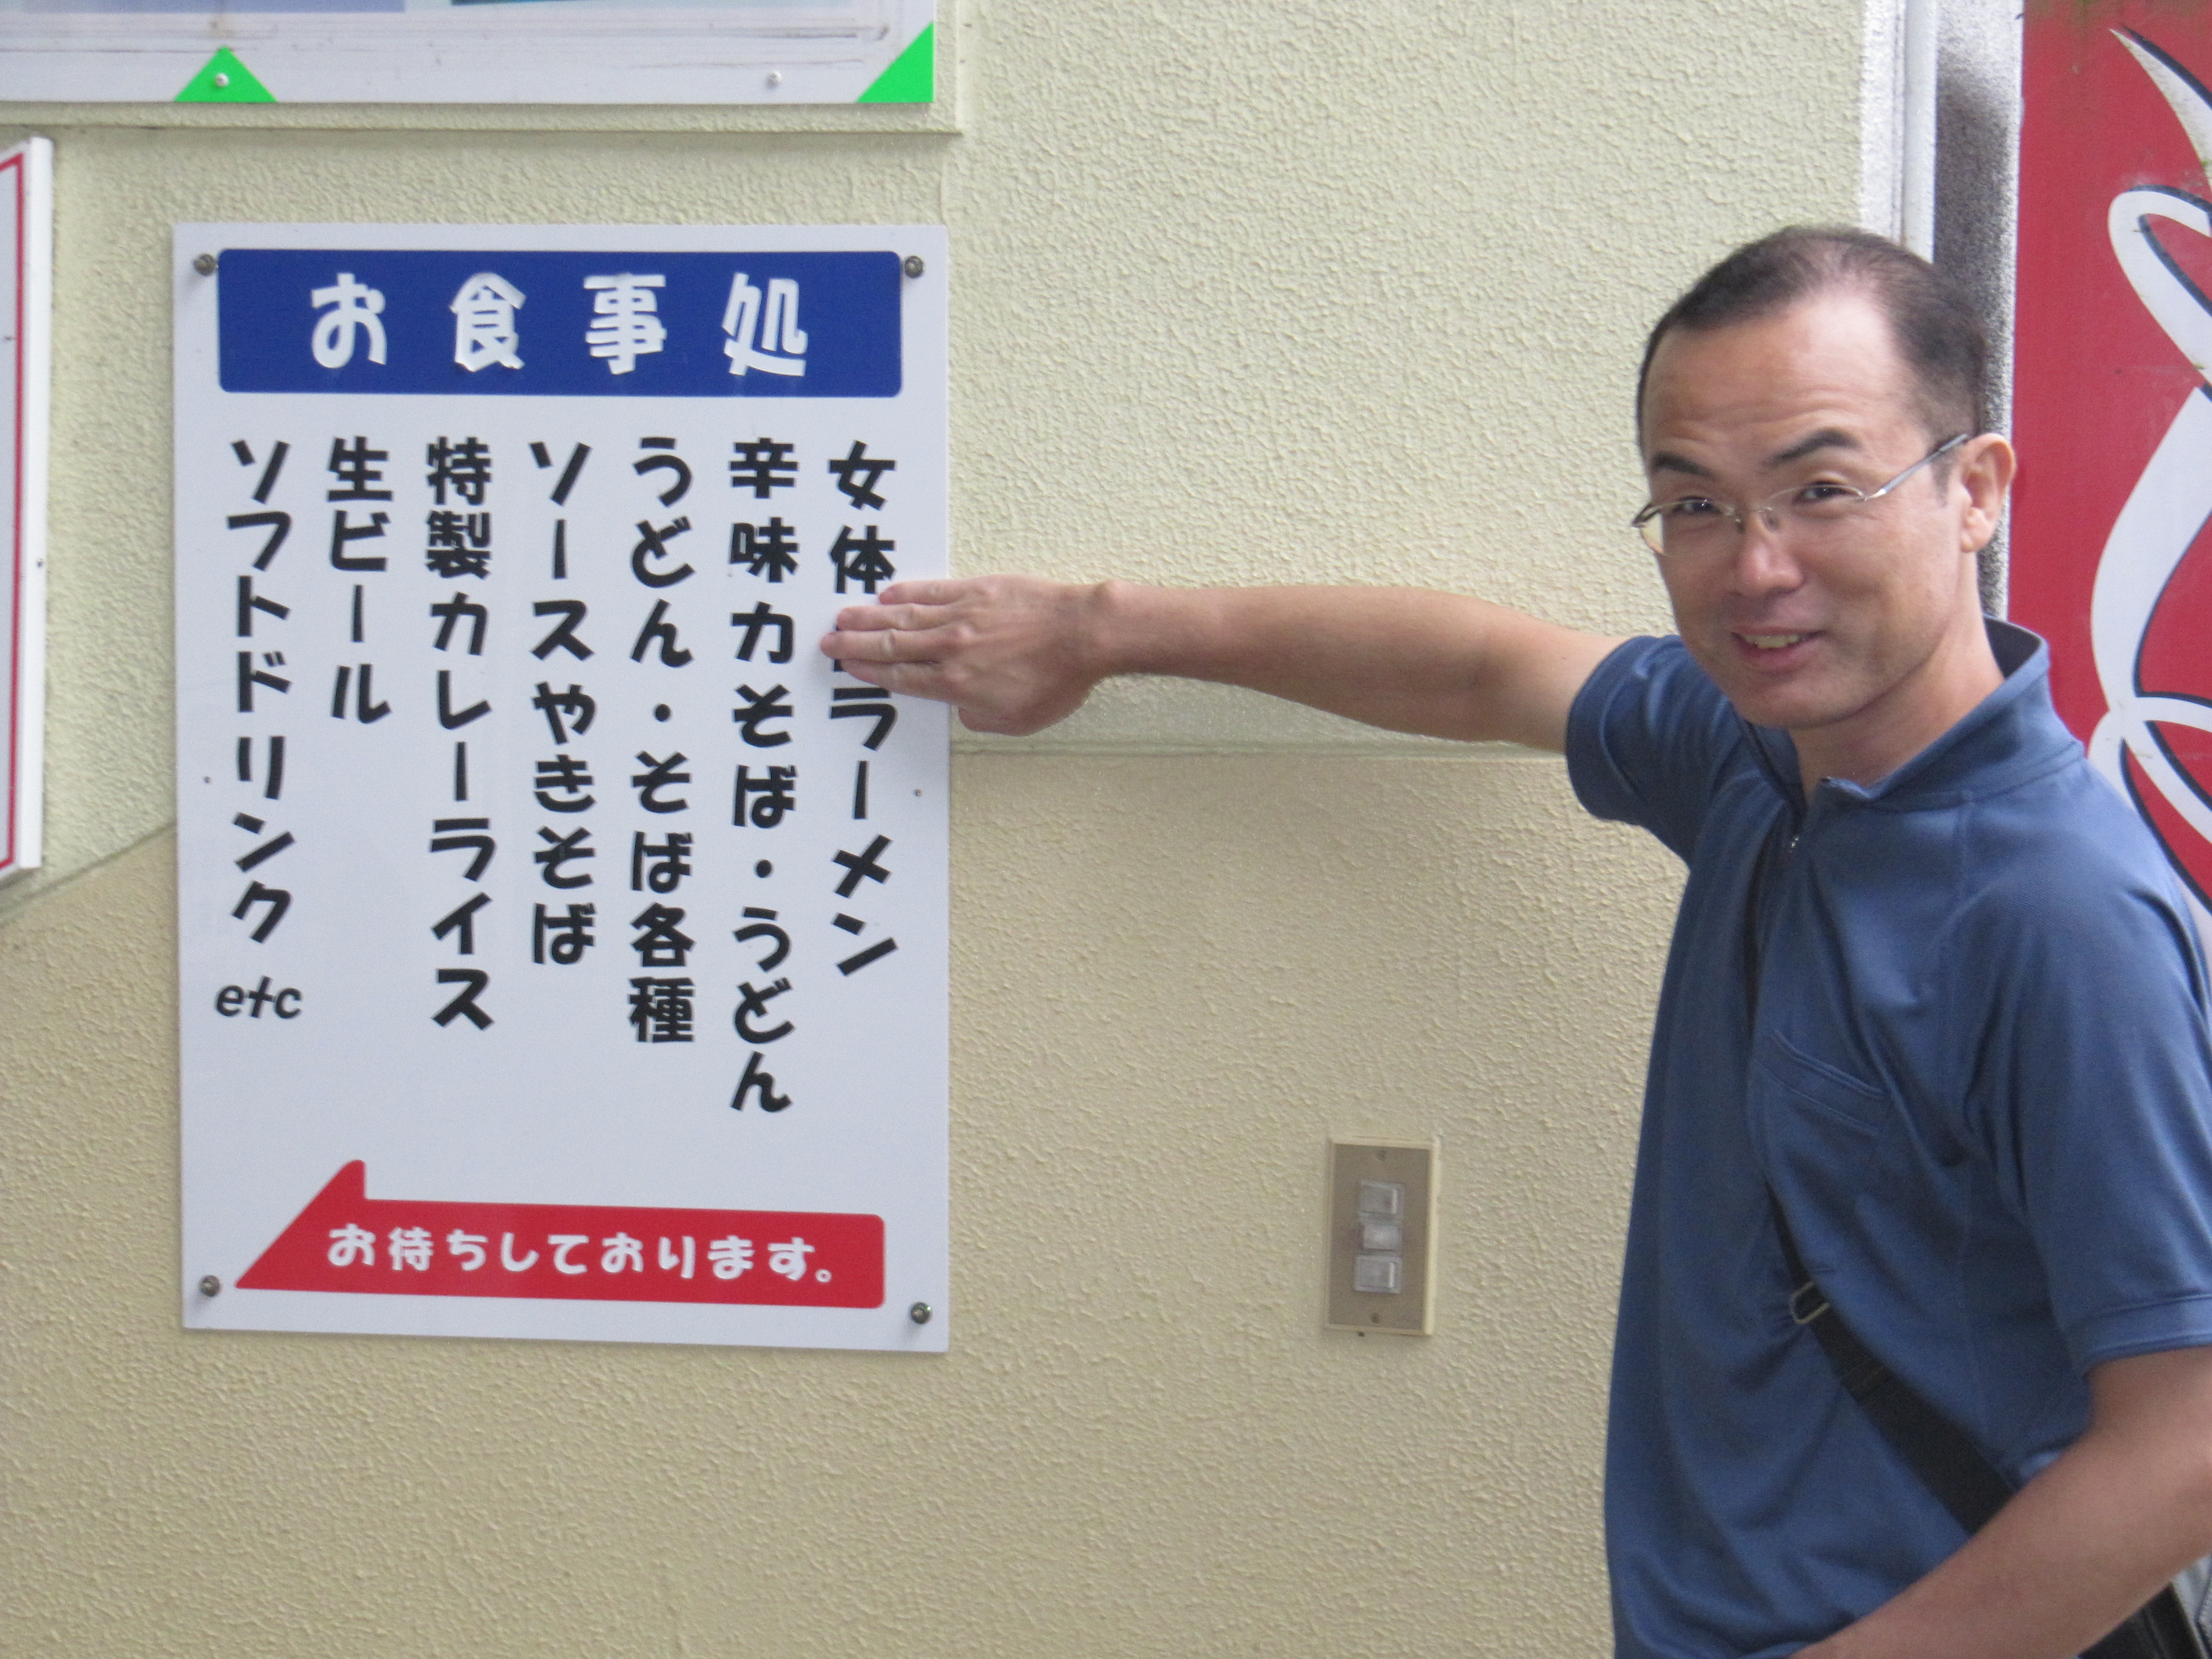 お食事処
女体ラーメン
辛味力そば・うどん
うどん・そば各種
ソースやきそば
特製カレーライス
生ビール
ソフトドリンク etc
お待ちしております。